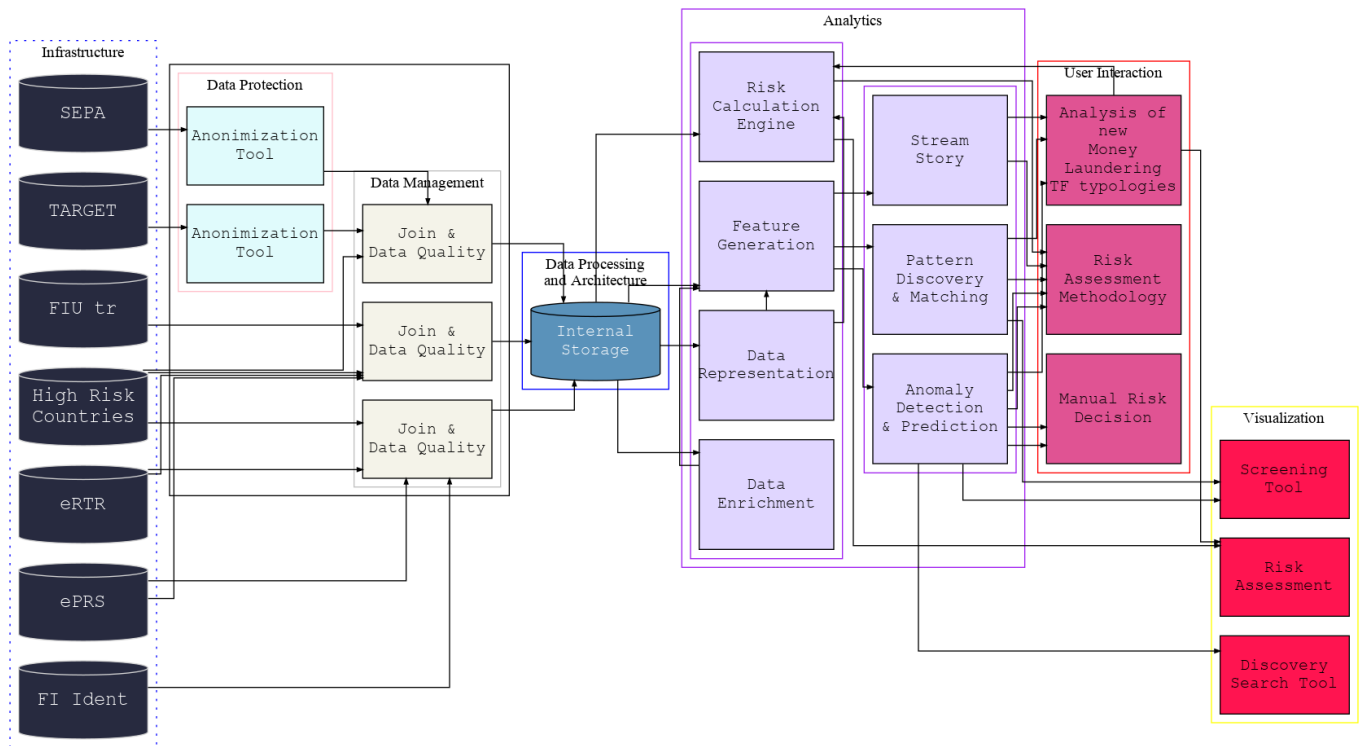 Infrastructure
SEPA
TARGET
FIU tr
High Risk
Countries
eRTR
ePRS
FI Ident
Data Protection
Anonimization
Tool
Anonimization
Tool
Data Management
Join &
Data Quality
Join &
Data Quality
Join &
Data Quality
Data Processing
and Architecture
Internal
Storage
Analytics
Risk
Calculation
Engine
Feature
Generation
Data
Representation
Data
Enrichment
Stream
Story
Pattern
Discovery
& Matching
Anomaly
Detection
& Prediction
User Interaction
Analysis of
new
Money
Laundering
TF typologies
Risk
Assessment
Methodology
Manual Risk
Decision
Visualization
Screening
Tool
Risk
Assessment
Discovery
Search Tool